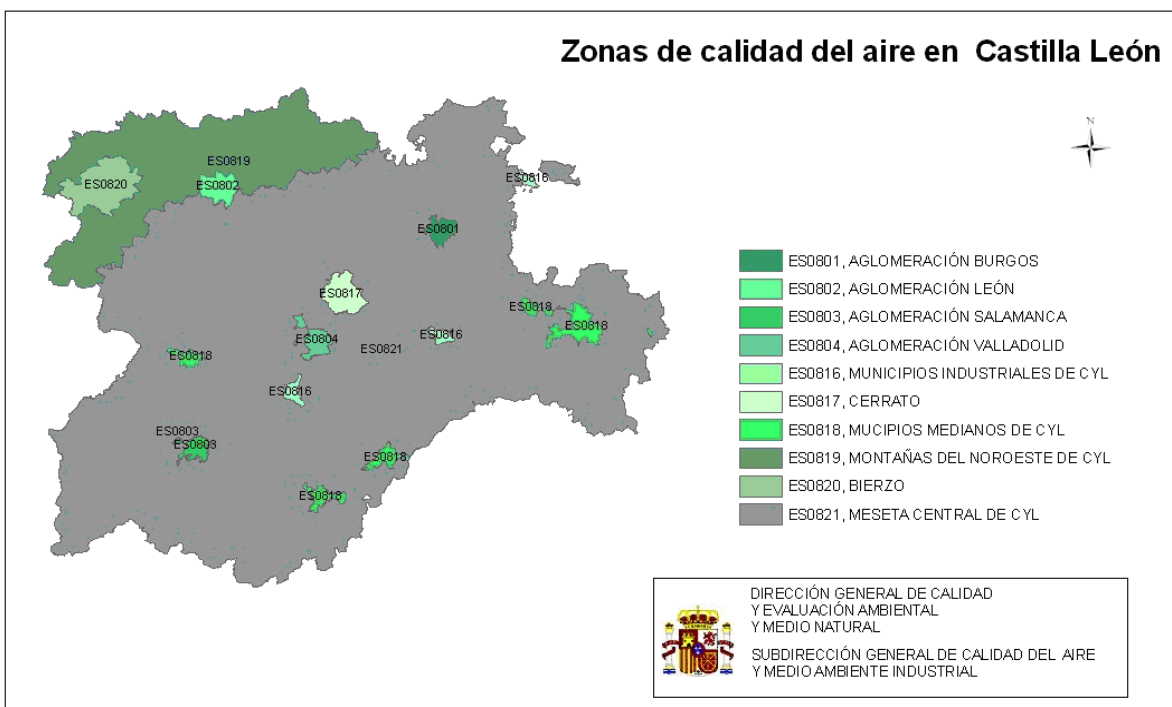 Zonas de calidad del aire en Castilla León
N
ES0819
ES0820
ES0802
ES0816
ES0801
ES0817
ES0818
ES0818
ES0804
ES0816
ES0821
ES0818
ES0816
ES0803
ES0803
ES0818
ES0818
ES0801, AGLOMERACIÓN BURGOS
ES0802, AGLOMERACIÓN LEÓN
ES0803, AGLOMERACIÓN SALAMANCA
ES0804, AGLOMERACIÓN VALLADOLID
ES0816, MUNICIPIOS INDUSTRIALES DE CYL
ES0817, CERRATO
ES0818, MUCIPIOS MEDIANOS DE CYL
ES0819, MONTAÑAS DEL NOROESTE DE CYL
ES0820, BIERZO
ES0821, MESETA CENTRAL DE CYL
DIRECCIÓN GENERAL DE CALIDAD
Y EVALUACIÓN AMBIENTAL
Y MEDIO NATURAL
SUBDIRECCIÓN GENERAL DE CALIDAD DEL AIRE
Y MEDIO AMBIENTE INDUSTRIAL